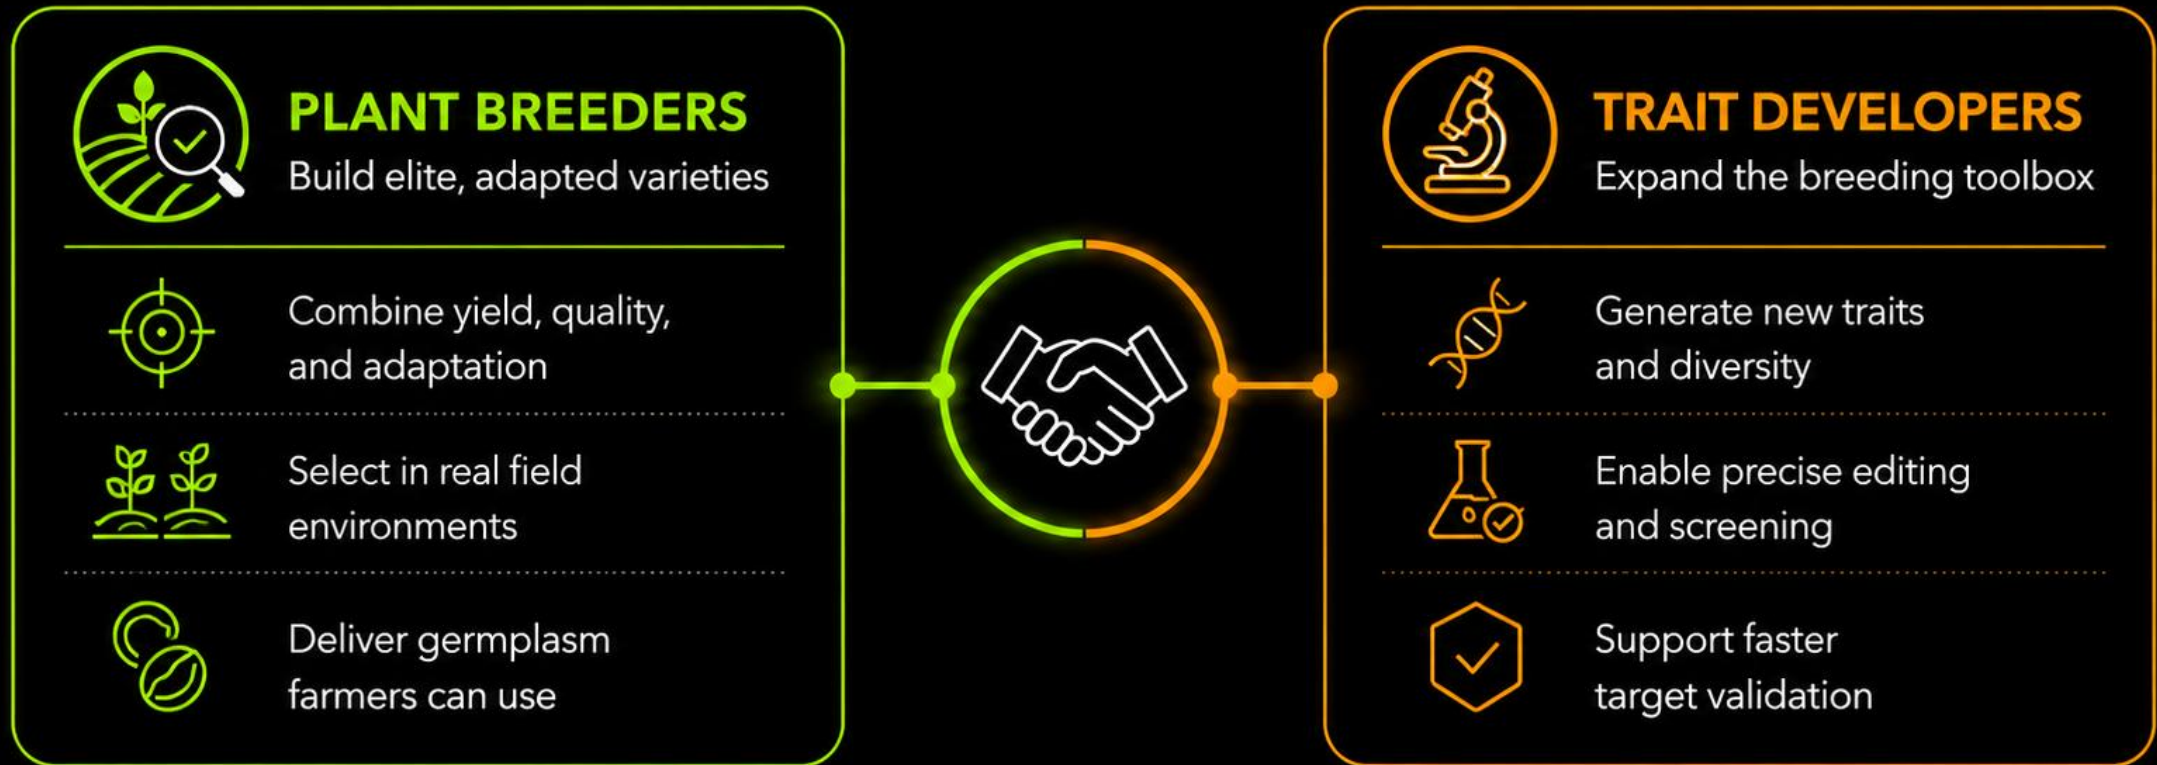 PLANT BREEDERS
Build elite, adapted varieties
Combine yield, quality,
and adaptation
Select in real field
environments
Deliver germplasm
farmers can use
TRAIT DEVELOPERS
Expand the breeding toolbox
Generate new traits
and diversity
Enable precise editing
and screening
Support faster
target validation